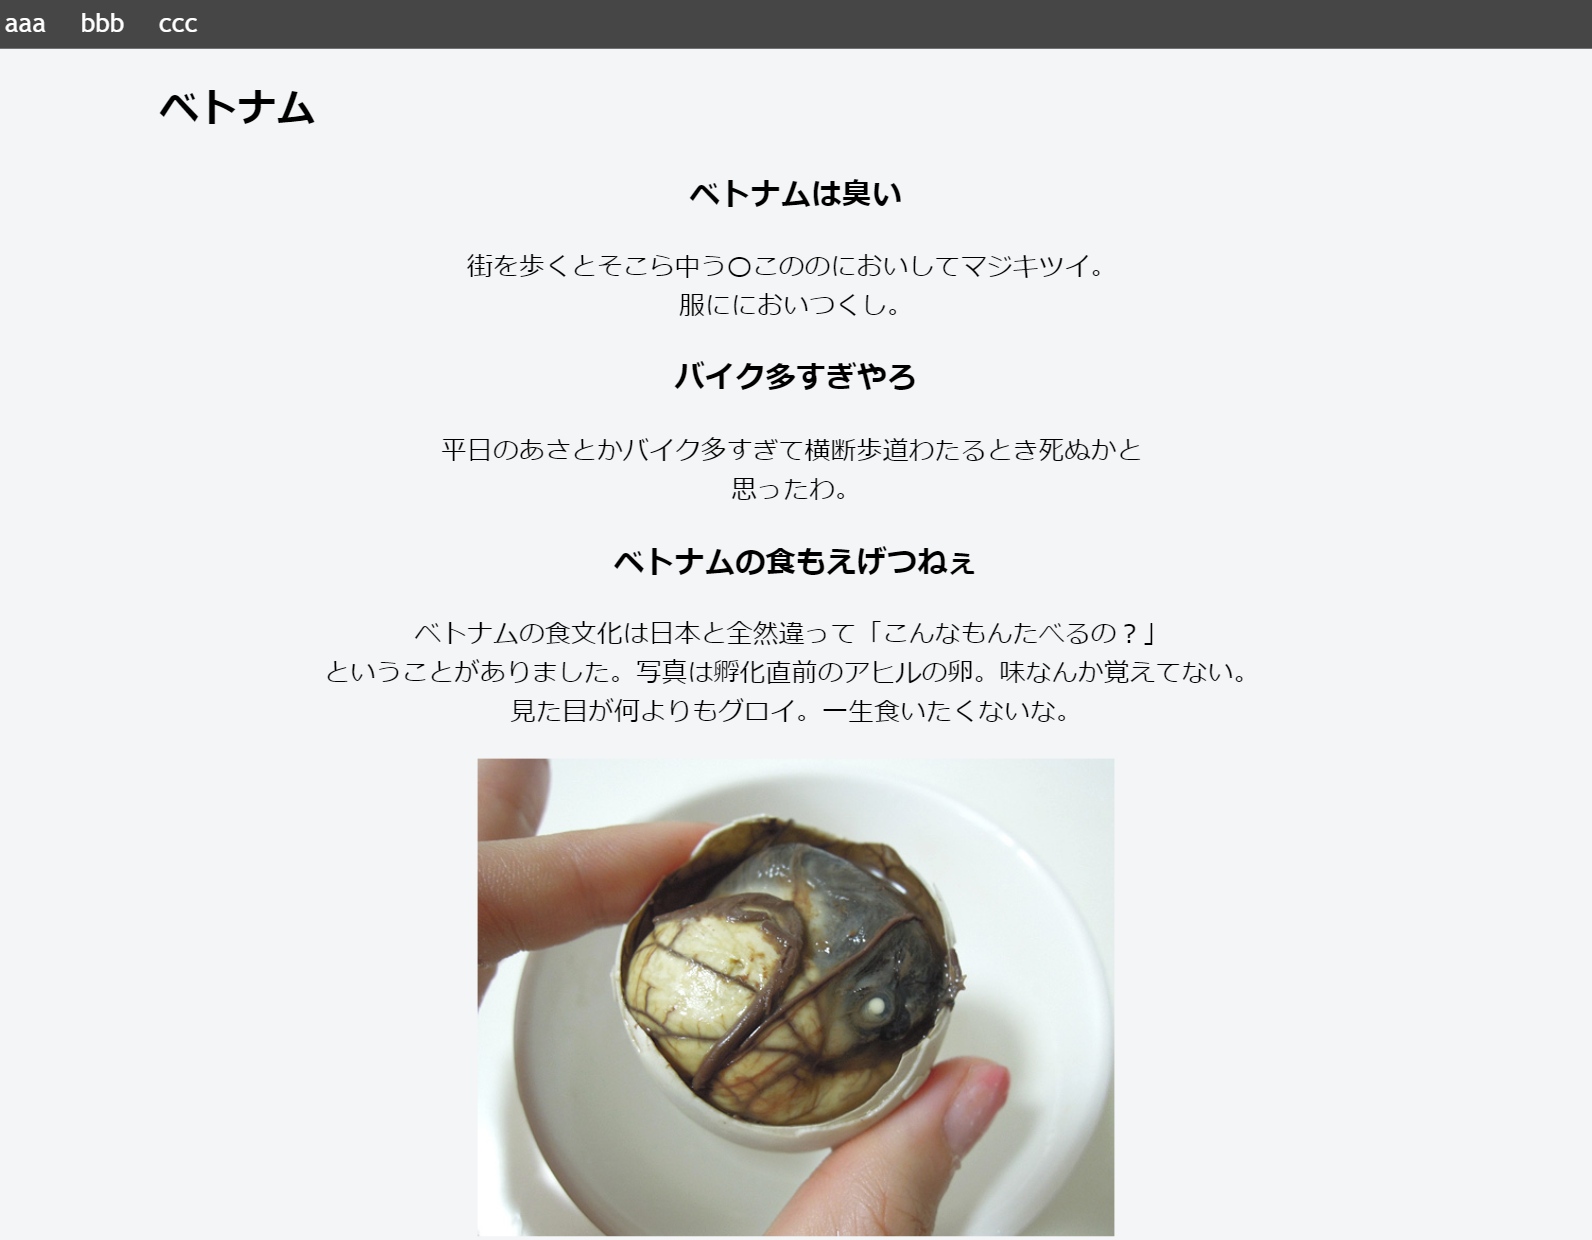 aaa bbb ccc
ベトナム
ベトナムは臭い
街を歩くとそこら中う〇こののにおいしてマジキツイ。
服ににおいつくし。
バイク多すぎやろ
平日のあさとかバイク多すぎて横断歩道わたるとき死ぬかと
思ったわ。
ベトナムの食もえげつねぇ
ベトナムの食文化は日本と全然違って「こんなもんたべるの？」
ということがありました。写真は孵化直前のアヒルの卵。味なんか覚えてない。
見た目が何よりもグロイ。一生食いたくないな。